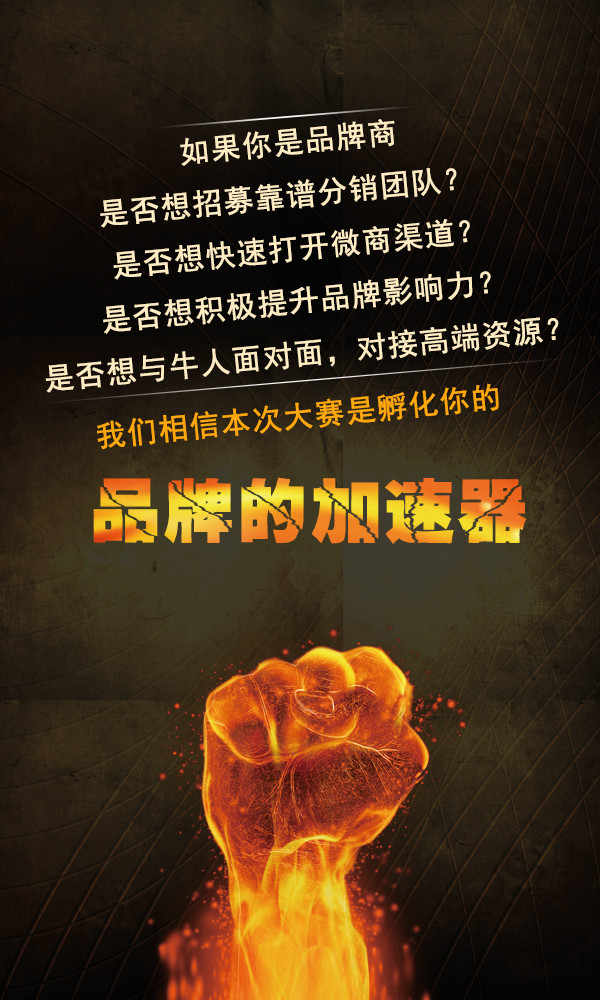 如果你是品牌商
是否想招募靠谱分销团队？
是否想快速打开微商渠道？
是否想积极提升品牌影响力？
是否想与牛人面对面，对接高端资源？
我们相信本次大赛是孵化你的
品牌的加速器